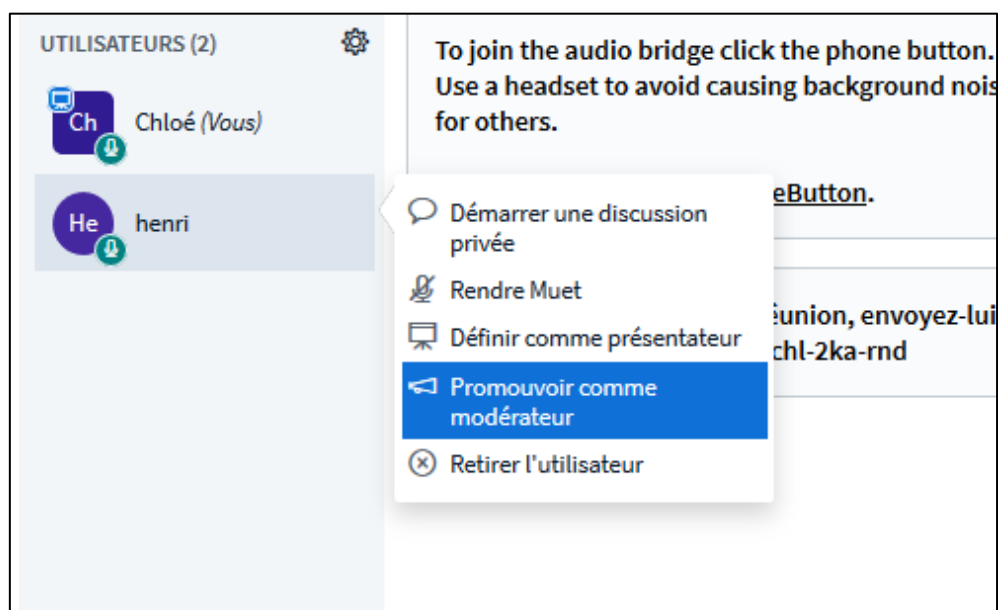 UTILISATEURS (2)
Ch
Chloé (Vous)
He
henri
To join the audio bridge click the phone button.
Use a headset to avoid causing background nois
for others.
eButton.
Démarrer une discussion
privée
Rendre Muet
Définir comme présentateur
Promouvoir comme
modérateur
Retirer l'utilisateur
éunion, envoyez-lui
chl-2ka-rnd